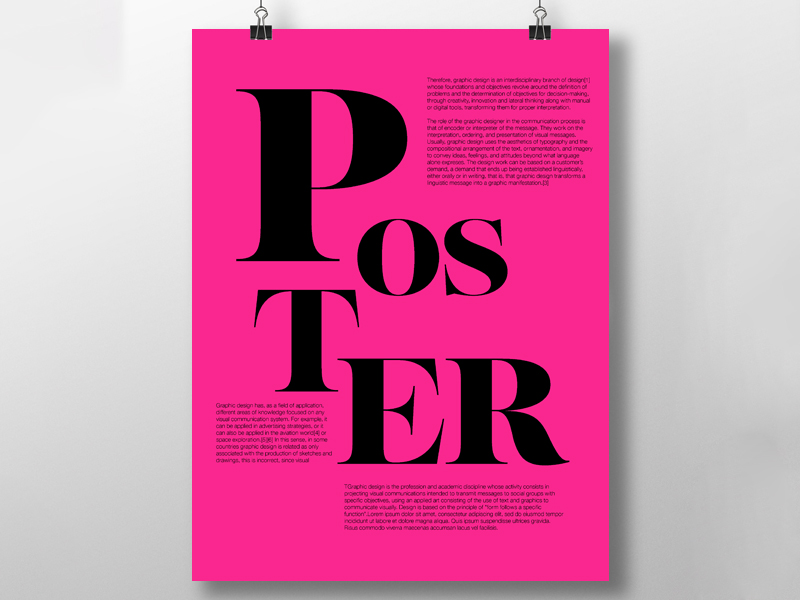 Therefore, graphic design is an interdisciplinary branch of design[1]
whose foundations and objectives revolve around the definition of
problems and the determination of objectives for decision-making,
through creativity, innovation and lateral thinking along with manual
or digital tools, transforming them for proper interpretation.
The role of the graphic designer in the communication process is
that of encoder or interpreter of the message. They work on the
interpretation, ordering, and presentation of visual messages.
Usually, graphic design uses the aesthetics of typography and the
compositional arrangement of the text, ornamentation, and imagery
to convey ideas, feelings, and attitudes beyond what language
alone expresses. The design work can be based on a customer's
demand, a demand that ends up being established linguistically,
either orally or in writing, that is, that graphic design transforms a
linguistic message into a graphic manifestation.[3]
Pos
T
ER
Graphic design has, as a field of application,
different areas of knowledge focused on any
visual communication system. For example, it
can be applied in advertising strategies, or it
can also be applied in the aviation world[4] or
space exploration.[5][6] In this sense, in some
countries graphic design is related as only
associated with the production of sketches and
drawings, this is incorrect, since visual
TGraphic design is the profession and academic discipline whose activity consists in
projecting visual communications intended to transmit messages to social groups with
specific objectives, using an applied art consisting of the use of text and graphics to
communicate visually. Design is based on the principle of "form follows a specific
function".Lorem ipsum dolor sit amet, consectetur adipiscing elit, sed do eiusmod tempor
incididunt ut labore et dolore magna aliqua. Quis ipsum suspendisse ultrices gravida.
Risus commodo viverra maecenas accumsan lacus vel facilisis.